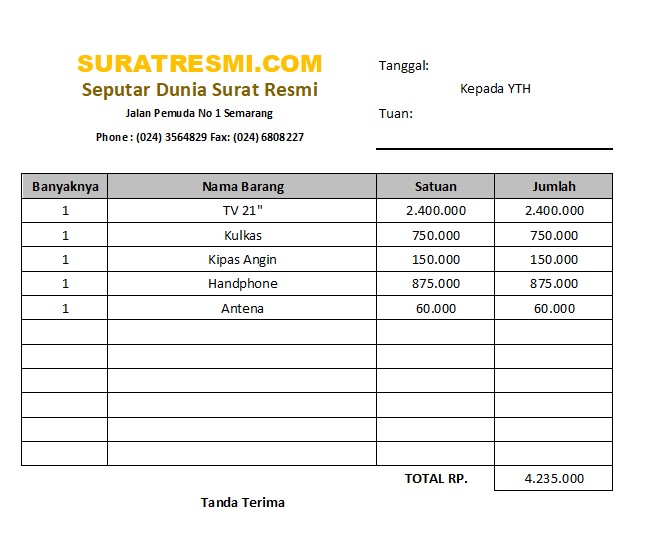 SURATRESMI.COM
Seputar Dunia Surat Resmi
Jalan Pemuda No 1 Semarang
Phone : (024) 3564829 Fax: (024) 6808227
Tanggal:
Kepada YTH
Tuan:
Banyaknya Nama Barang Satuan Jumlah
1 TV 21" 2.400.000 2.400.000
1 Kulkas 750.000 750.000
1 Kipas Angin 150.000 150.000
1 Handphone 875.000 875.000
1 Antena 60.000 60.000
TOTAL RP. 4.235.000
Tanda Terima